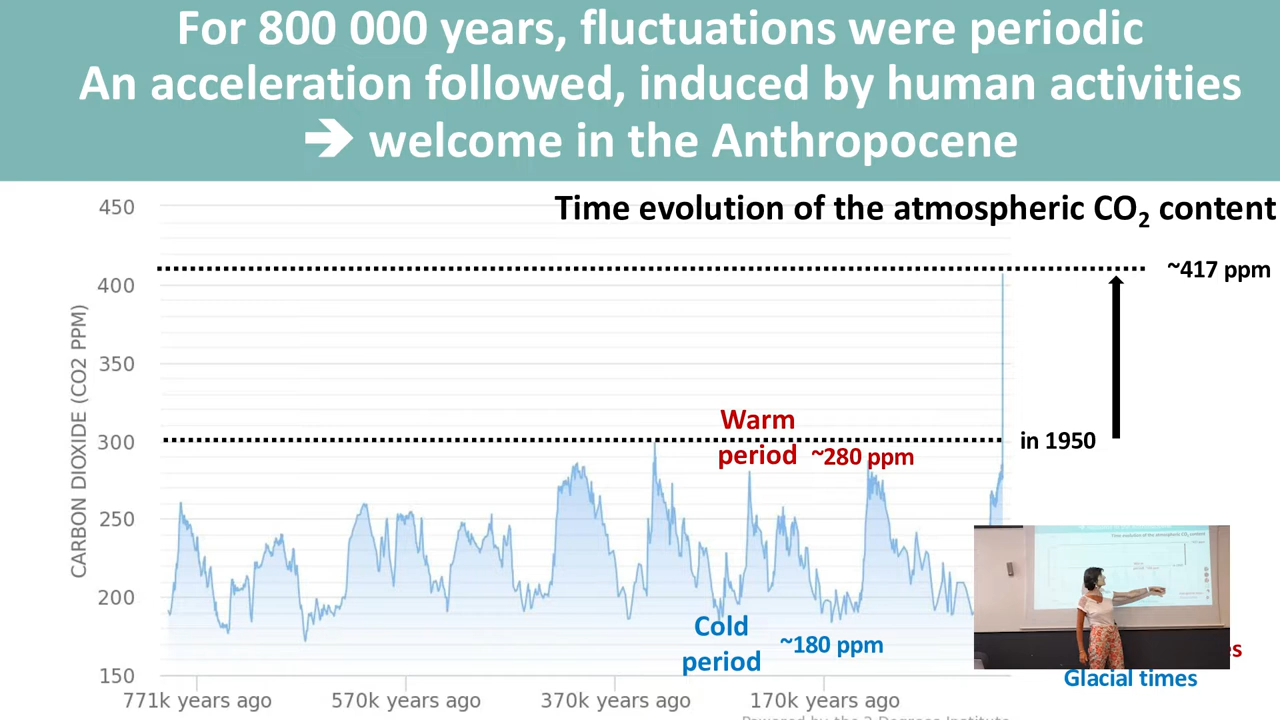 For 800 000 years, fluctuations were periodic
An acceleration followed, induced by human activities
➔ welcome in the Anthropocene
Time evolution of the atmospheric CO2 content
450
~417 ppm
400
350
300
250
200
150
CARBON DIOXIDE (CO2 PPM)
in 1950
Warm
period ~280 ppm
Cold
period
~180 ppm
Glacial times
771k years ago 570k years ago 370k years ago 170k years ago